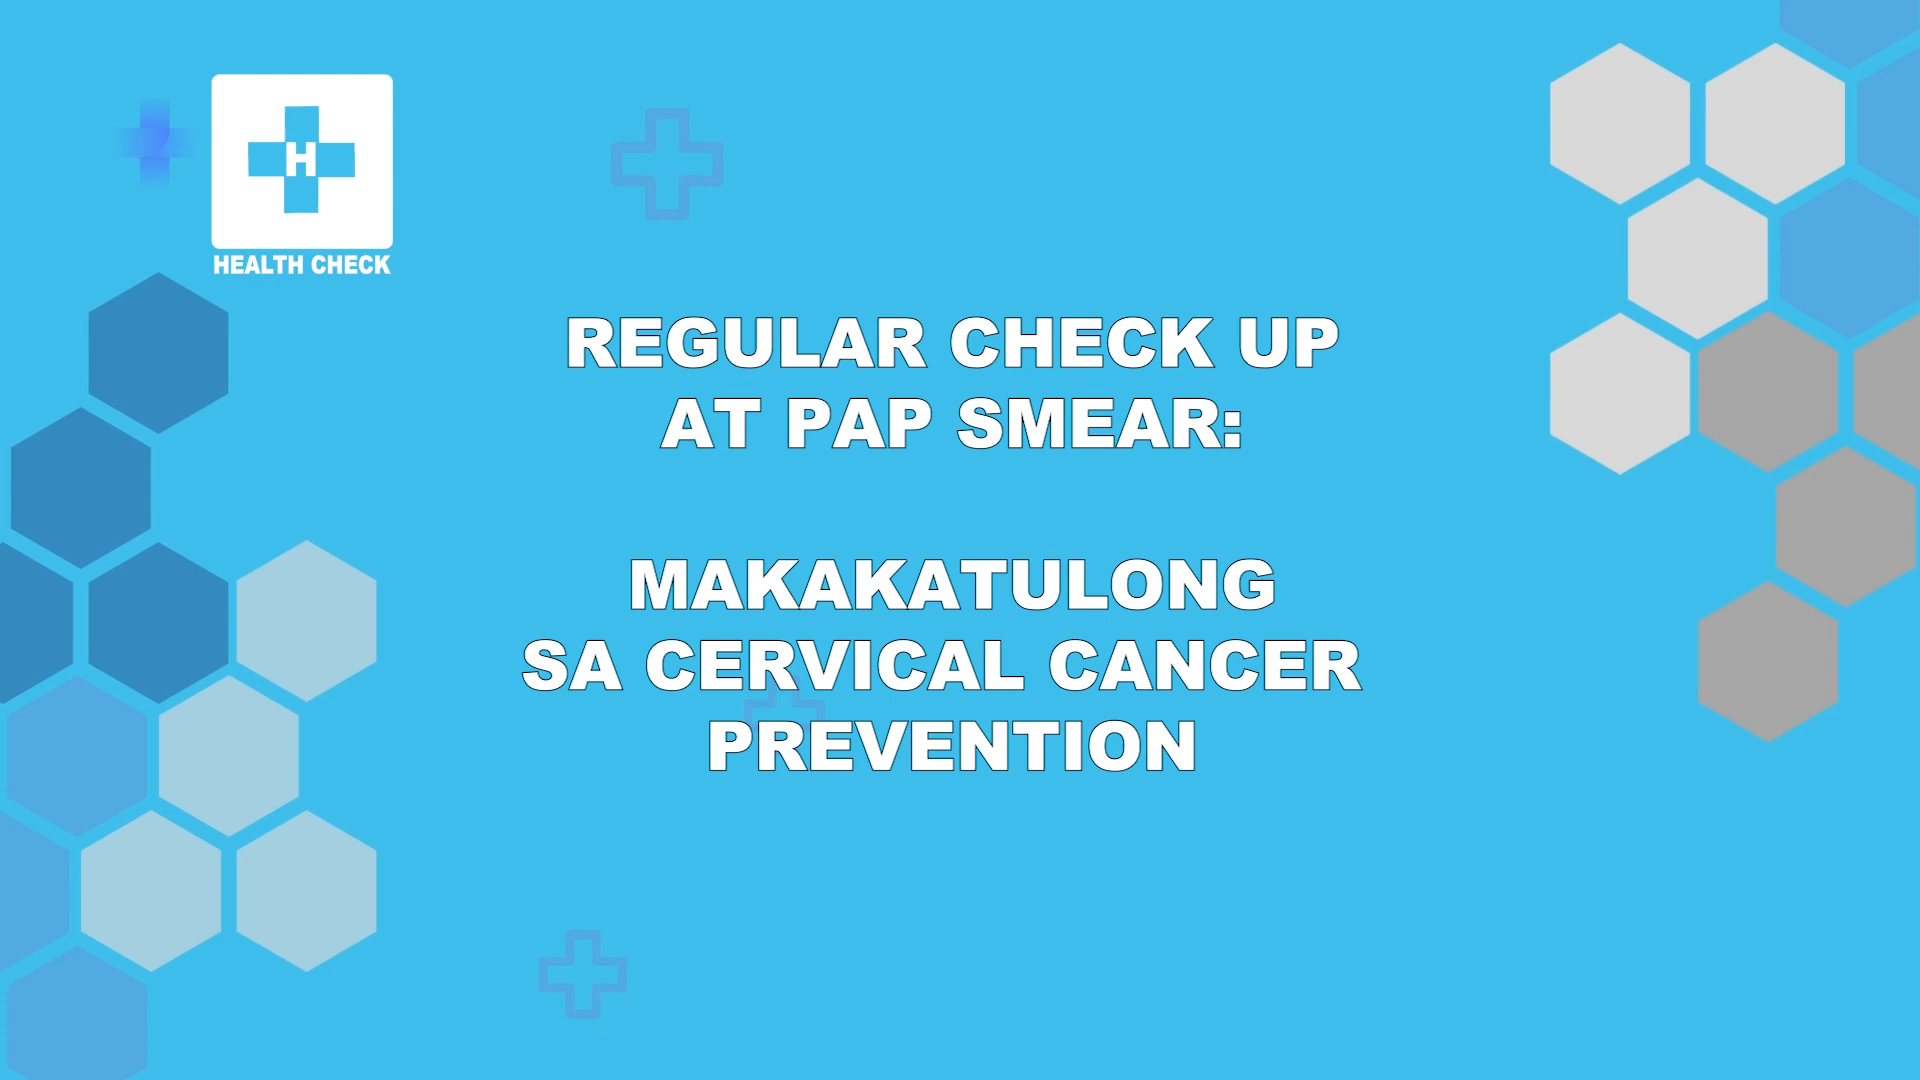 H
HEALTH CHECK
REGULAR CHECK UP
AT PAP SMEAR:
MAKAKATULONG
SA CERVICAL CANCER
PREVENTION